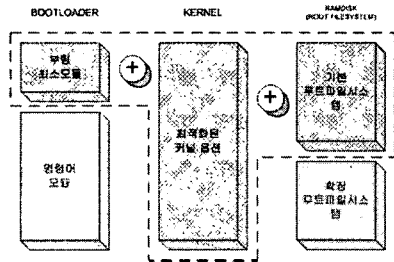 BOOTLOADER
KERNEL
RAMDISK
(ROOT FILESYSTEM)
부팅
최소모듈
명령어
모듈
최적화된
커널 옵션
기본
루트파일시스
템
확장
루트파일시스
템